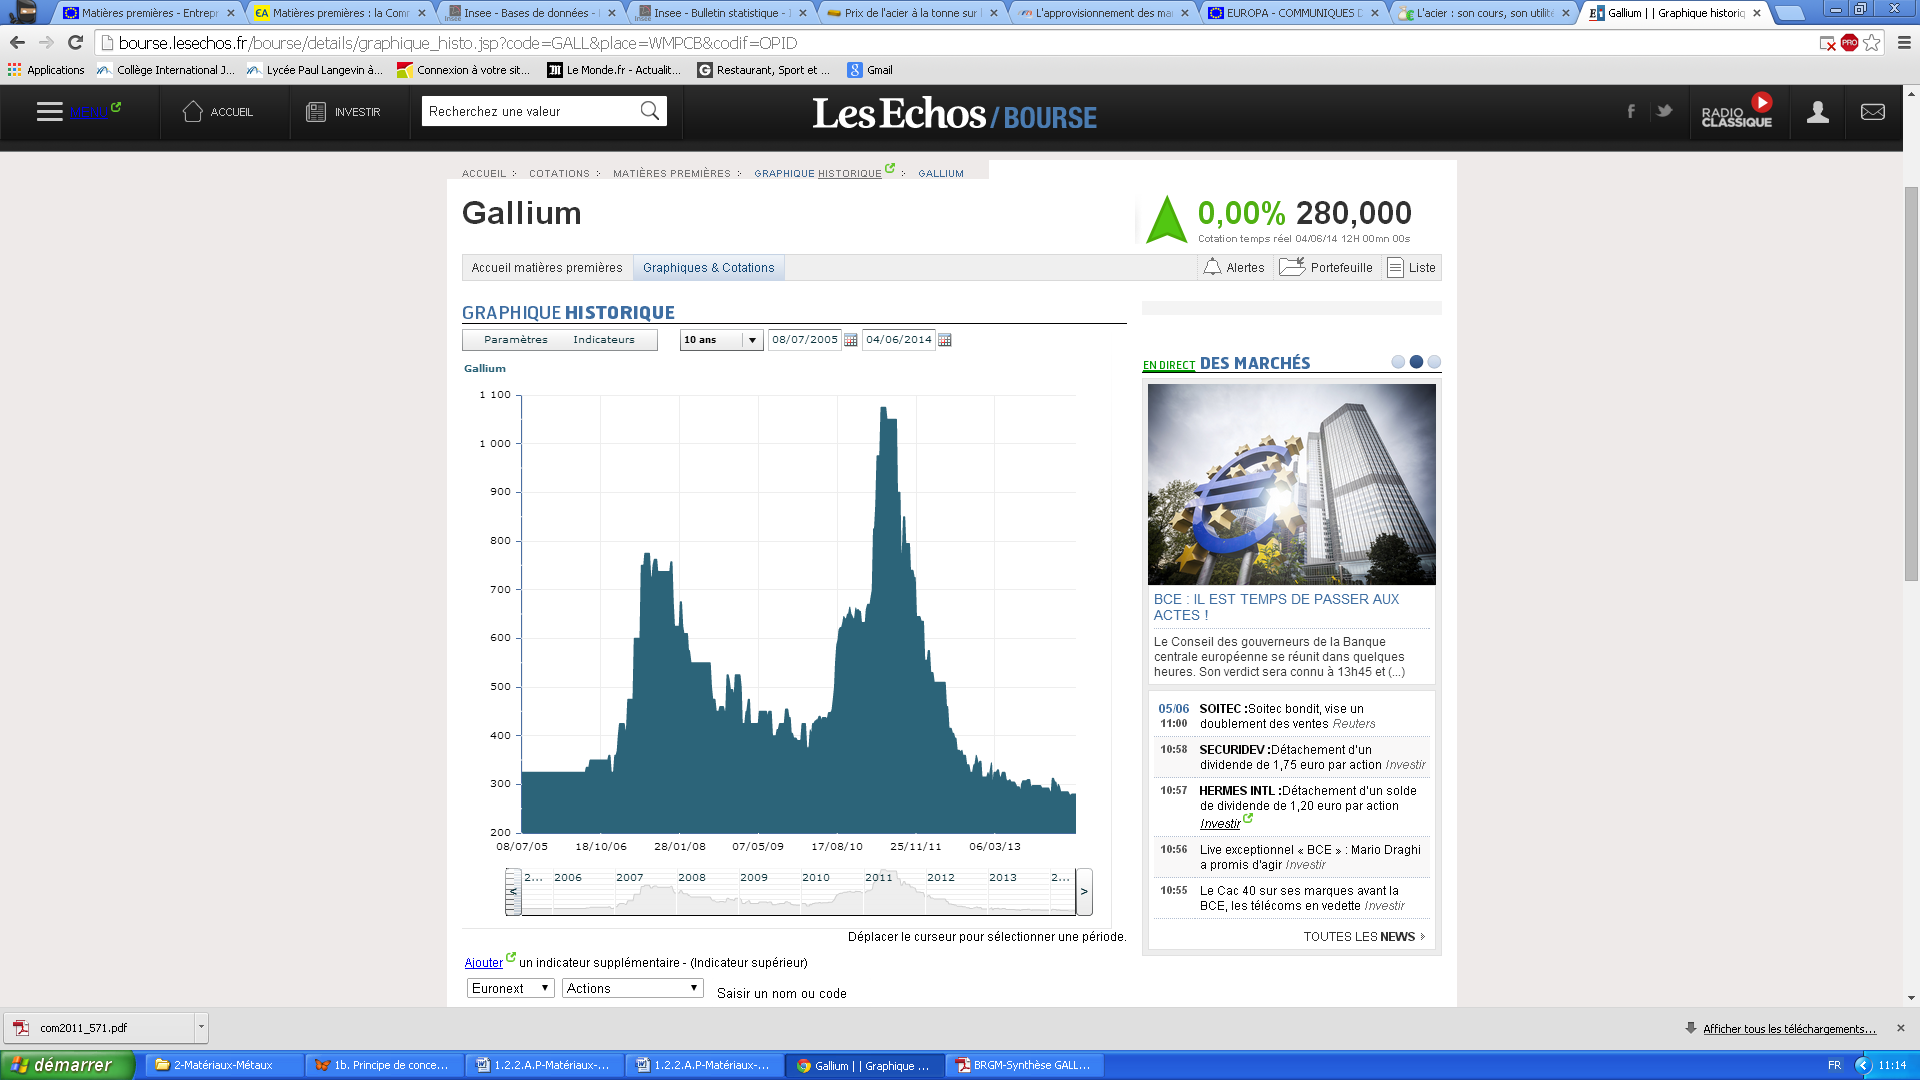 Matières premières - Entrepr
Matières premières : la Comm
Insee - Bases de données -
Insee - Bulletin statistique -
Prix de l'acier à la tonne sur
L'approvisionnement des ma
EUROPA - COMMUNIQUES D
L'acier : son cours, son utilité
Gallium | | Graphique historiq
bourse.lesechos.fr/bourse/details/graphique_histo.jsp?code=GALL&place=WMPCB&codif=OPID
PRO
Applications
Collège International J...
Lycée Paul Langevin à...
Connexion à votre sit...
Le Monde.fr - Actualit...
Restaurant, Sport et ...
Gmail
MENU
ACCUEIL
INVESTIR
Recherchez une valeur
Les Echos / BOURSE
RADIO CLASSIQUE
ACCUEIL > COTATIONS > MATIÈRES PREMIÈRES > GRAPHIQUE HISTORIQUE > GALLIUM
Gallium
0,00% 280,000
Cotation temps réel 04/06/14 12H 00mn 00s
Accueil matières premières
Graphiques & Cotations
Alertes
Portefeuille
Liste
GRAPHIQUE HISTORIQUE
Paramètres Indicateurs
10 ans
08/07/2005
04/06/2014
Gallium
1 100
1 000
900
800
700
600
500
400
300
200
08/07/05 18/10/06 28/01/08 07/05/09 17/08/10 25/11/11 06/03/13
2... 2006 2007 2008 2009 2010 2011 2012 2013 2...
< >
Déplacer le curseur pour sélectionner une période.
Ajouter un indicateur supplémentaire - (Indicateur supérieur)
Euronext
Actions
Saisir un nom ou code
EN DIRECT DES MARCHÉS
BCE : IL EST TEMPS DE PASSER AUX
ACTES !
Le Conseil des gouverneurs de la Banque
centrale européenne se réunit dans quelques
heures. Son verdict sera connu à 13h45 et (...)
05/06 SOITEC :Soitec bondit, vise un
11:00 doublement des ventes Reuters
10:58 SECURIDEV :Détachement d'un
dividende de 1,75 euro par action Investir
10:57 HERMES INTL :Détachement d'un solde
de dividende de 1,20 euro par action
Investir
10:56 Live exceptionnel « BCE » : Mario Draghi
a promis d'agir Investir
10:55 Le Cac 40 sur ses marques avant la
BCE, les télécoms en vedette Investir
TOUTES LES NEWS >
com2011_571.pdf
Afficher tous les téléchargements...
démarrer
2-Matériaux-Métaux
1b. Principe de conce...
1.2.2.A.P-Matériaux-...
1.2.2.A.P-Matériaux-...
Gallium | | Graphique ...
BRGM-Synthèse GALL...
FR
11:14